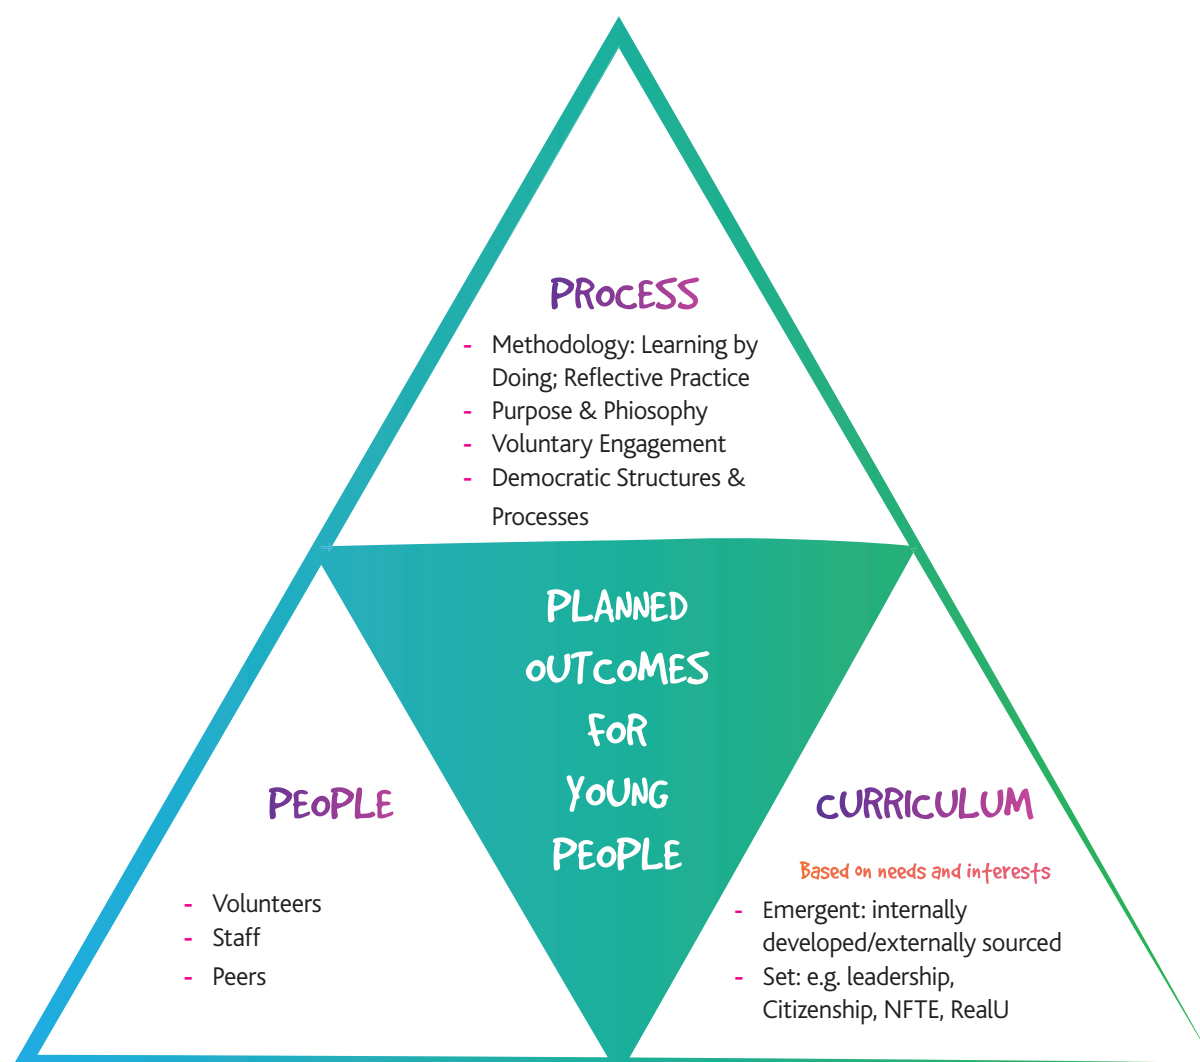 PROCESS
- Methodology: Learning by
Doing; Reflective Practice
- Purpose & Phiosophy
- Voluntary Engagement
- Democratic Structures &
Processes
PLANNED
OUTCOMES
FOR
YOUNG
PEOPLE
PEOPLE
- Volunteers
- Staff
- Peers
CURRICULUM
Based on needs and interests
- Emergent: internally
developed/externally sourced
- Set: e.g. leadership,
Citizenship, NFTE, RealU